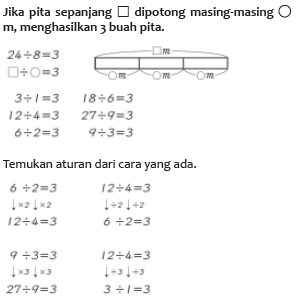 Jika pita sepanjang □ dipotong masing-masing ○
m, menghasilkan 3 buah pita.
24÷8=3
□÷○=3
□m
○m ○m ○m
3÷1=3 18÷6=3
12÷4=3 27÷9=3
6÷2=3 9÷3=3
Temukan aturan dari cara yang ada.
6÷2=3 12÷4=3
↓×2↓×2 ↓÷2↓÷2
12÷4=3 6÷2=3
9÷3=3 12÷4=3
↓×3↓×3 ↓÷3↓÷3
27÷9=3 3÷1=3